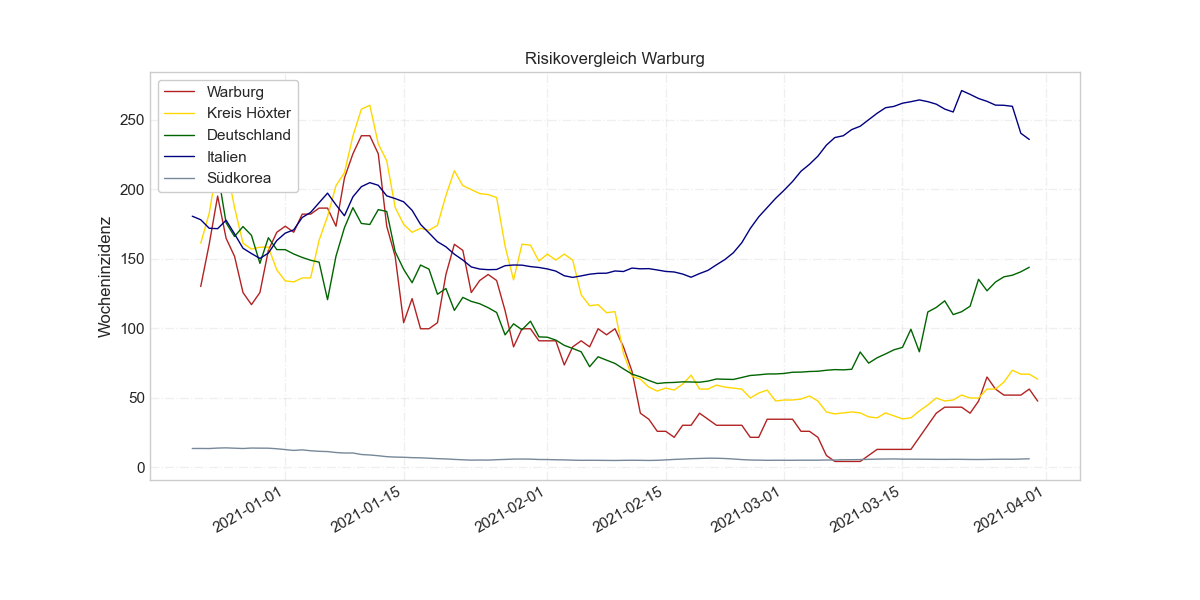 Risikovergleich Warburg
Warburg
Kreis Höxter
Deutschland
Italien
Südkorea
Wocheninzidenz
250
200
150
100
50
0
2021-01-01
2021-01-15
2021-02-01
2021-02-15
2021-03-01
2021-03-15
2021-04-01